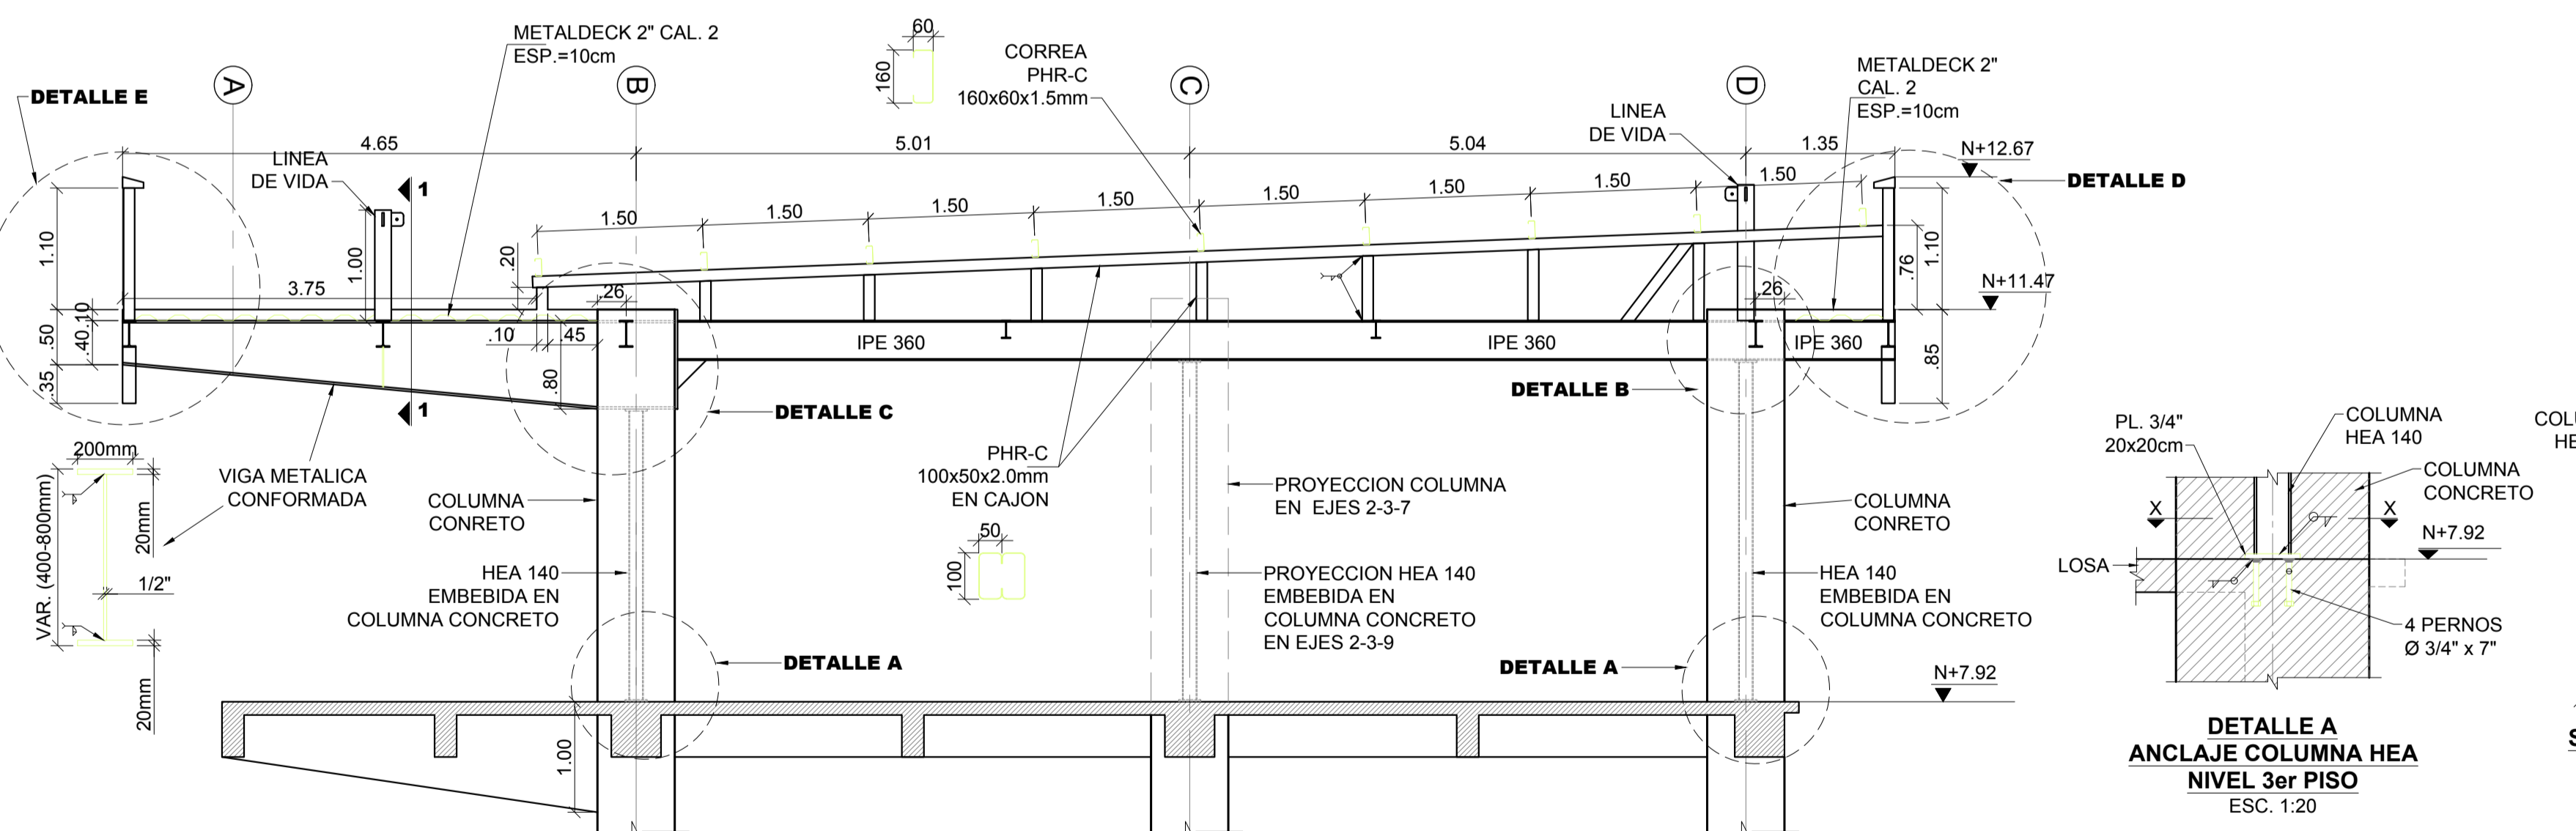 METALDECK 2" CAL. 2
ESP.=10cm
60
160
CORREA
PHR-C
160x60x1.5mm
METALDECK 2"
CAL. 2
ESP.=10cm
DETALLE E
A
B
C
D
LINEA
DE VIDA
LINEA
DE VIDA
4.65
5.01
5.04
1.35
N+12.67
DETALLE D
1
1.50
1.50
1.50
1.50
1.50
1.50
1.50
1.50
1.10
1.00
.20
3.75
.26
.26
.76
1.10
N+11.47
.10
.50
.40
.35
.10
.45
.80
IPE 360
IPE 360
IPE 360
.85
1
DETALLE C
DETALLE B
200mm
VAR. (400-800mm)
20mm
1/2"
20mm
VIGA METALICA
CONFORMADA
COLUMNA
CONRETO
PHR-C
100x50x2.0mm
EN CAJON
50
100
PROYECCION COLUMNA
EN EJES 2-3-7
COLUMNA
CONRETO
HEA 140
EMBEBIDA EN
COLUMNA CONCRETO
PROYECCION HEA 140
EMBEBIDA EN
COLUMNA CONCRETO
EN EJES 2-3-9
HEA 140
EMBEBIDA EN
COLUMNA CONCRETO
DETALLE A
DETALLE A
N+7.92
1.00
PL. 3/4"
20x20cm
COLUMNA
HEA 140
COLUMNA
CONCRETO
X
X
N+7.92
LOSA
4 PERNOS
Ø 3/4" x 7"
DETALLE A
ANCLAJE COLUMNA HEA
NIVEL 3er PISO
ESC. 1:20